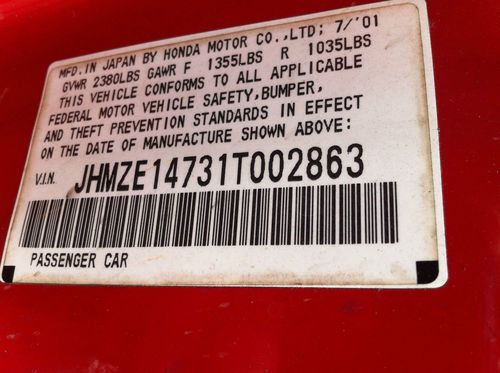 MFD.IN JAPAN BY HONDA MOTOR CO.,LTD; 7/'01
GVWR 2380LBS GAWR F 1355LBS R 1035LBS
THIS VEHICLE CONFORMS TO ALL APPLICABLE
FEDERAL MOTOR VEHICLE SAFETY,BUMPER,
AND THEFT PREVENTION STANDARDS IN EFFECT
ON THE DATE OF MANUFACTURE SHOWN ABOVE:
V.I.N. JHMZE14731T002863
PASSENGER CAR